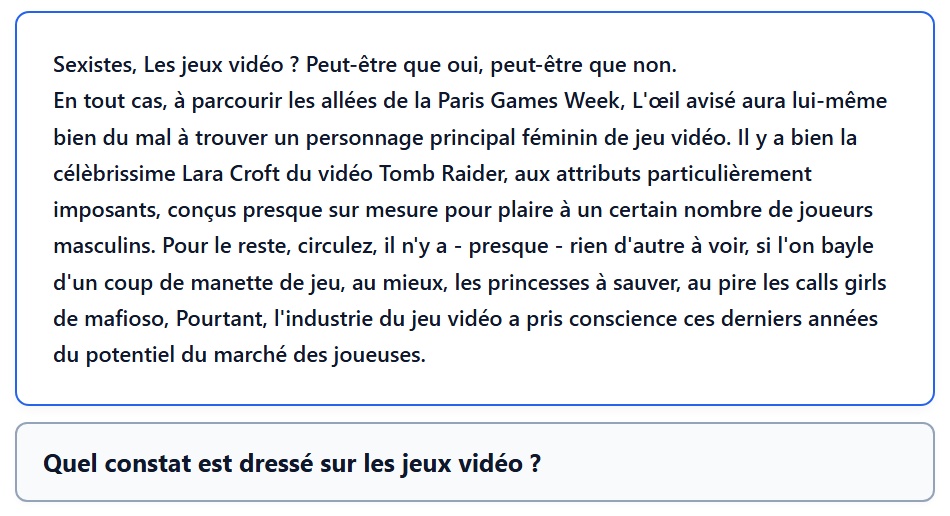 Sexistes, Les jeux vidéo ? Peut-être que oui, peut-être que non.
En tout cas, à parcourir les allées de la Paris Games Week, L'œil avisé aura lui-même
bien du mal à trouver un personnage principal féminin de jeu vidéo. Il y a bien la
célèbrissime Lara Croft du vidéo Tomb Raider, aux attributs particulièrement
imposants, conçus presque sur mesure pour plaire à un certain nombre de joueurs
masculins. Pour le reste, circulez, il n'y a - presque - rien d'autre à voir, si l'on bayle
d'un coup de manette de jeu, au mieux, les princesses à sauver, au pire les calls girls
de mafioso, Pourtant, l'industrie du jeu vidéo a pris conscience ces derniers années
du potentiel du marché des joueuses.
Quel constat est dressé sur les jeux vidéo ?